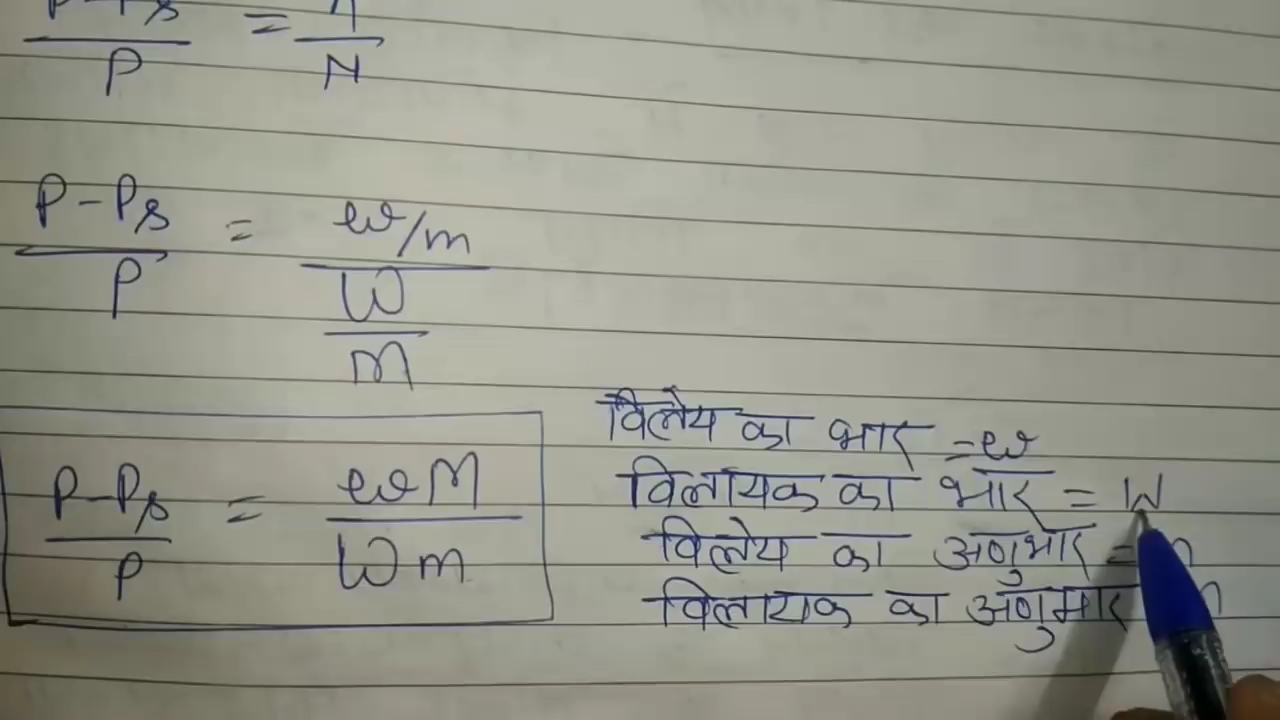 P-Ps/P = n/N
P-Ps/P = w/m / W/M
P-Ps/P = wM/Wm
विलेय का भार = w
विलायक का भार = W
विलेय का अणुभार = m
विलायक का अणुभार